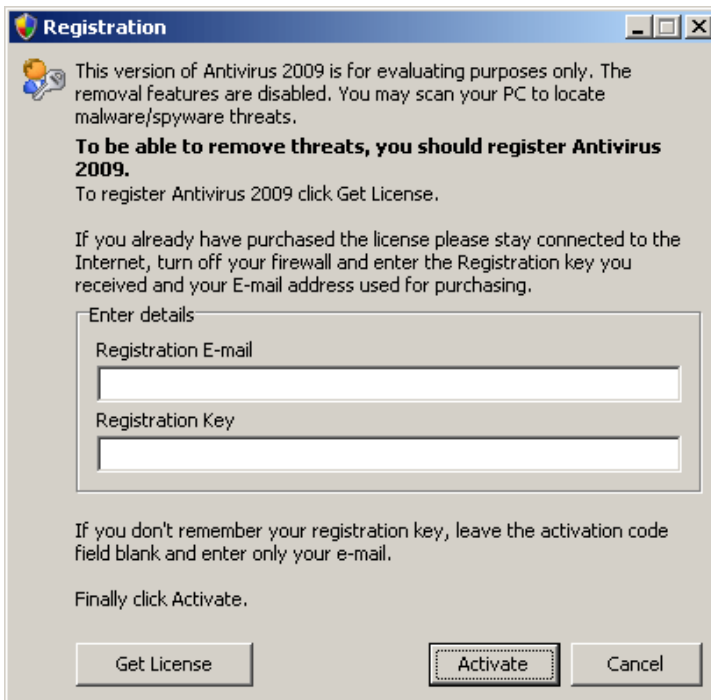 Registration
This version of Antivirus 2009 is for evaluating purposes only. The
removal features are disabled. You may scan your PC to locate
malware/spyware threats.
To be able to remove threats, you should register Antivirus
2009.
To register Antivirus 2009 click Get License.
If you already have purchased the license please stay connected to the
Internet, turn off your firewall and enter the Registration key you
received and your E-mail address used for purchasing.
Enter details
Registration E-mail
Registration Key
If you don't remember your registration key, leave the activation code
field blank and enter only your e-mail.
Finally click Activate.
Get License
Activate
Cancel